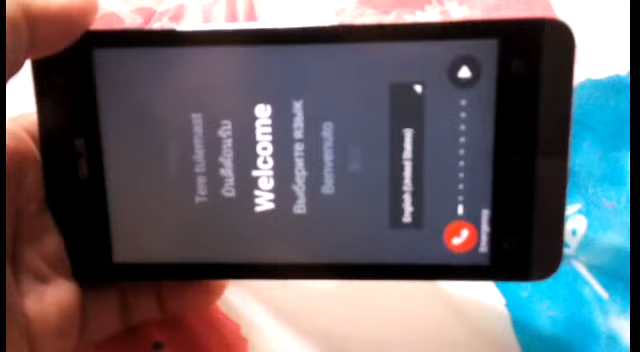 Tere tulemast
ยินดีต้อนรับ
Welcome
Выберите язык
Benvenuto
English (United States)
Emergency